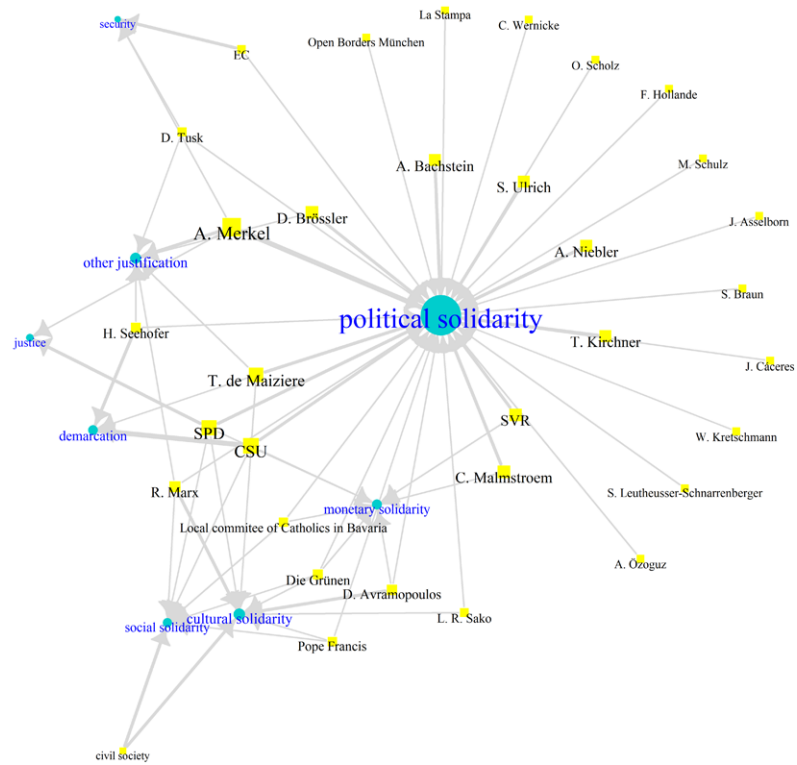 La Stampa
security
C. Wernicke
Open Borders München
EC
O. Scholz
F. Hollande
D. Tusk
M. Schulz
A. Bachstein
S. Ulrich
D. Brössler
J. Asselborn
A. Merkel
A. Niebler
other justification
S. Braun
political solidarity
H. Seehofer
justice
T. Kirchner
J. Cáceres
T. de Maiziere
SVR
demarcation
SPD
W. Kretschmann
CSU
C. Malmstroem
R. Marx
S. Leutheusser-Schnarrenberger
monetary solidarity
Local commitee of Catholics in Bavaria
A. Özoguz
Die Grünen
D. Avramopoulos
cultural solidarity
L. R. Sako
social solidarity
Pope Francis
civil society